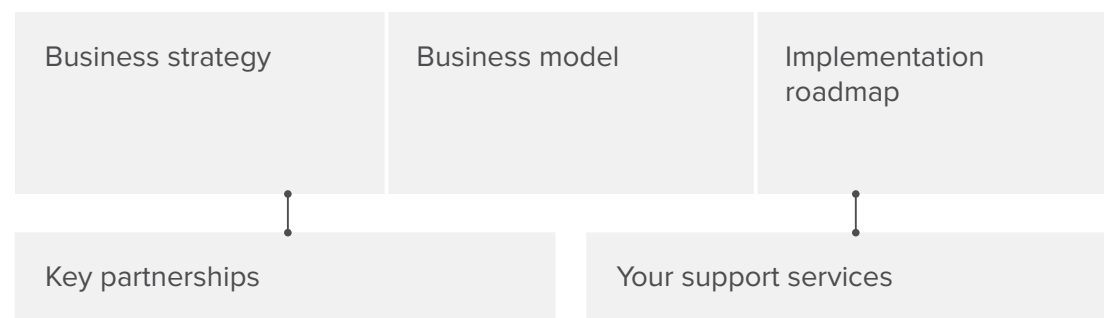 Business strategy
Business model
Implementation
roadmap
Key partnerships
Your support services